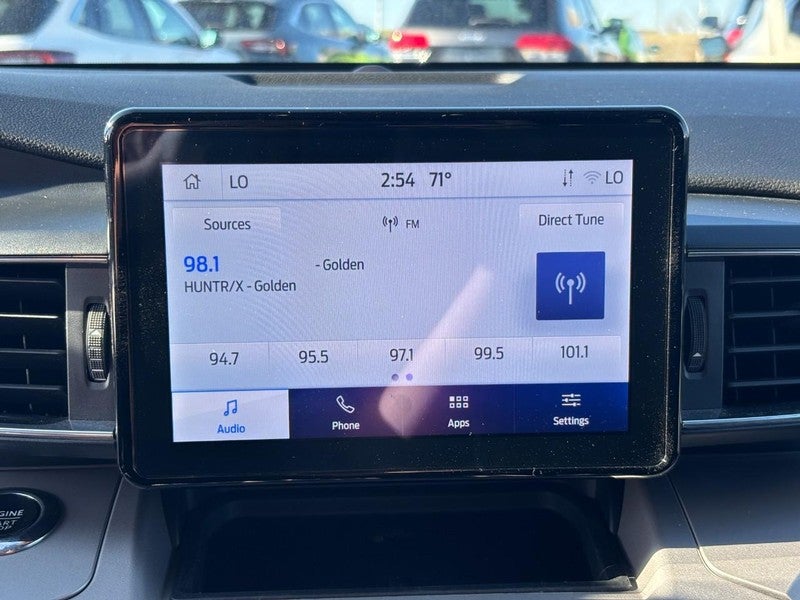 LO 2:54 71° LO
Sources FM Direct Tune
98.1 - Golden
HUNTR/X - Golden
94.7 95.5 97.1 99.5 101.1
Audio Phone Apps Settings